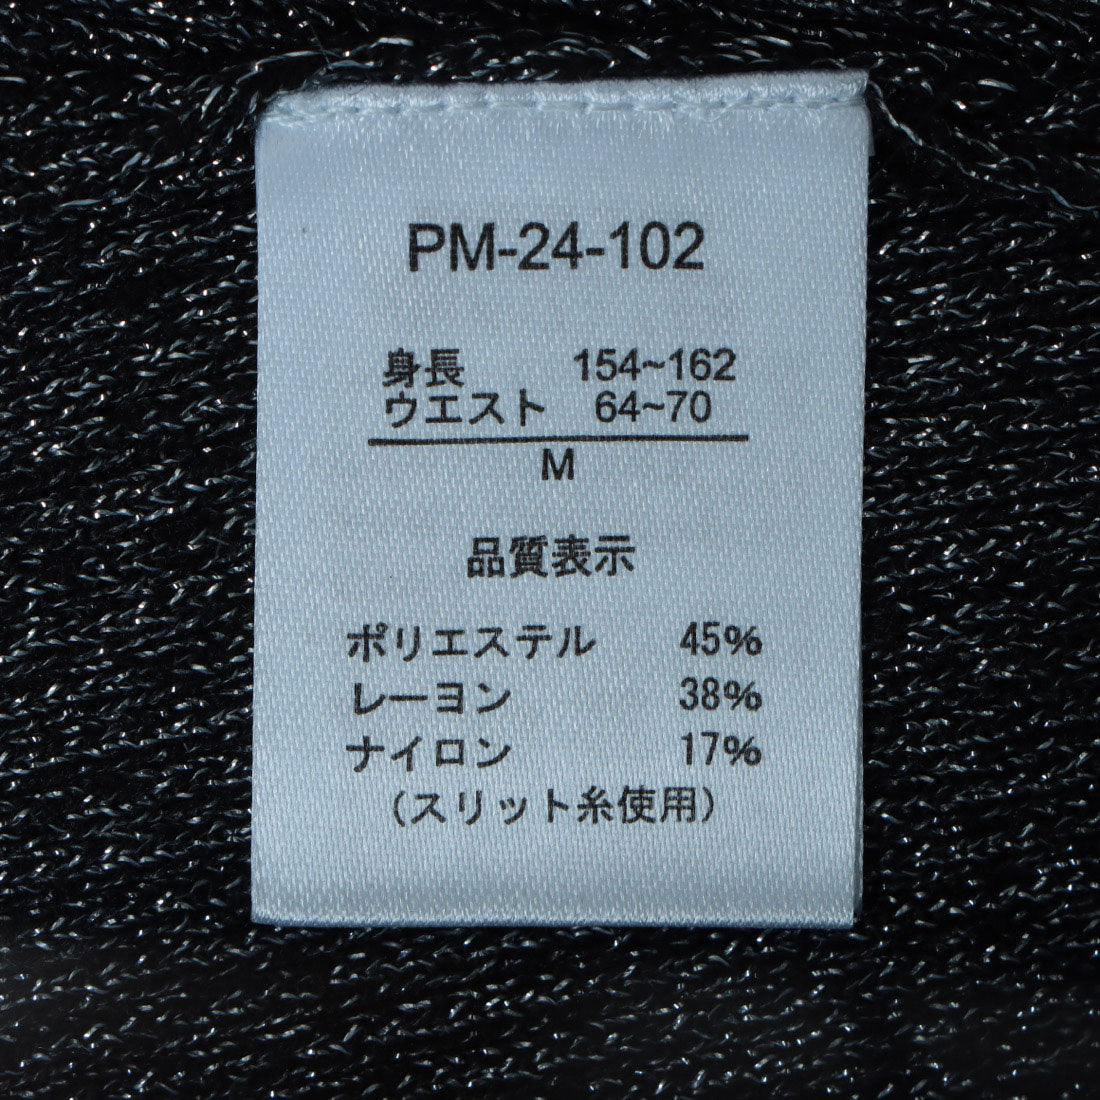 PM-24-102
身長 154~162
ウエスト 64~70
M
品質表示
ポリエステル 45%
レーヨン 38%
ナイロン 17%
(スリット糸使用)